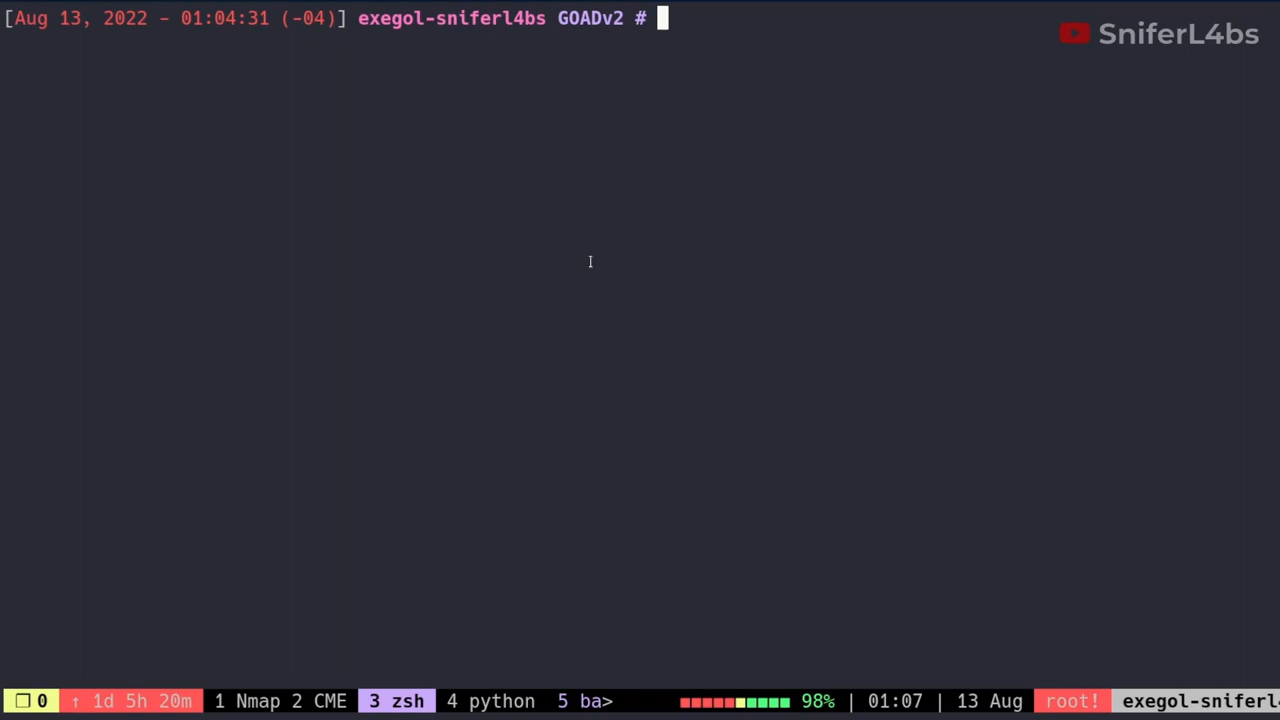 [Aug 13, 2022 - 01:04:31 (-04)] exegol-sniferl4bs GOADv2 #
SniferL4bs
0 ↑ 1d 5h 20m 1 Nmap 2 CME 3 zsh 4 python 5 ba> 98% | 01:07 | 13 Aug root! exegol-sniferl